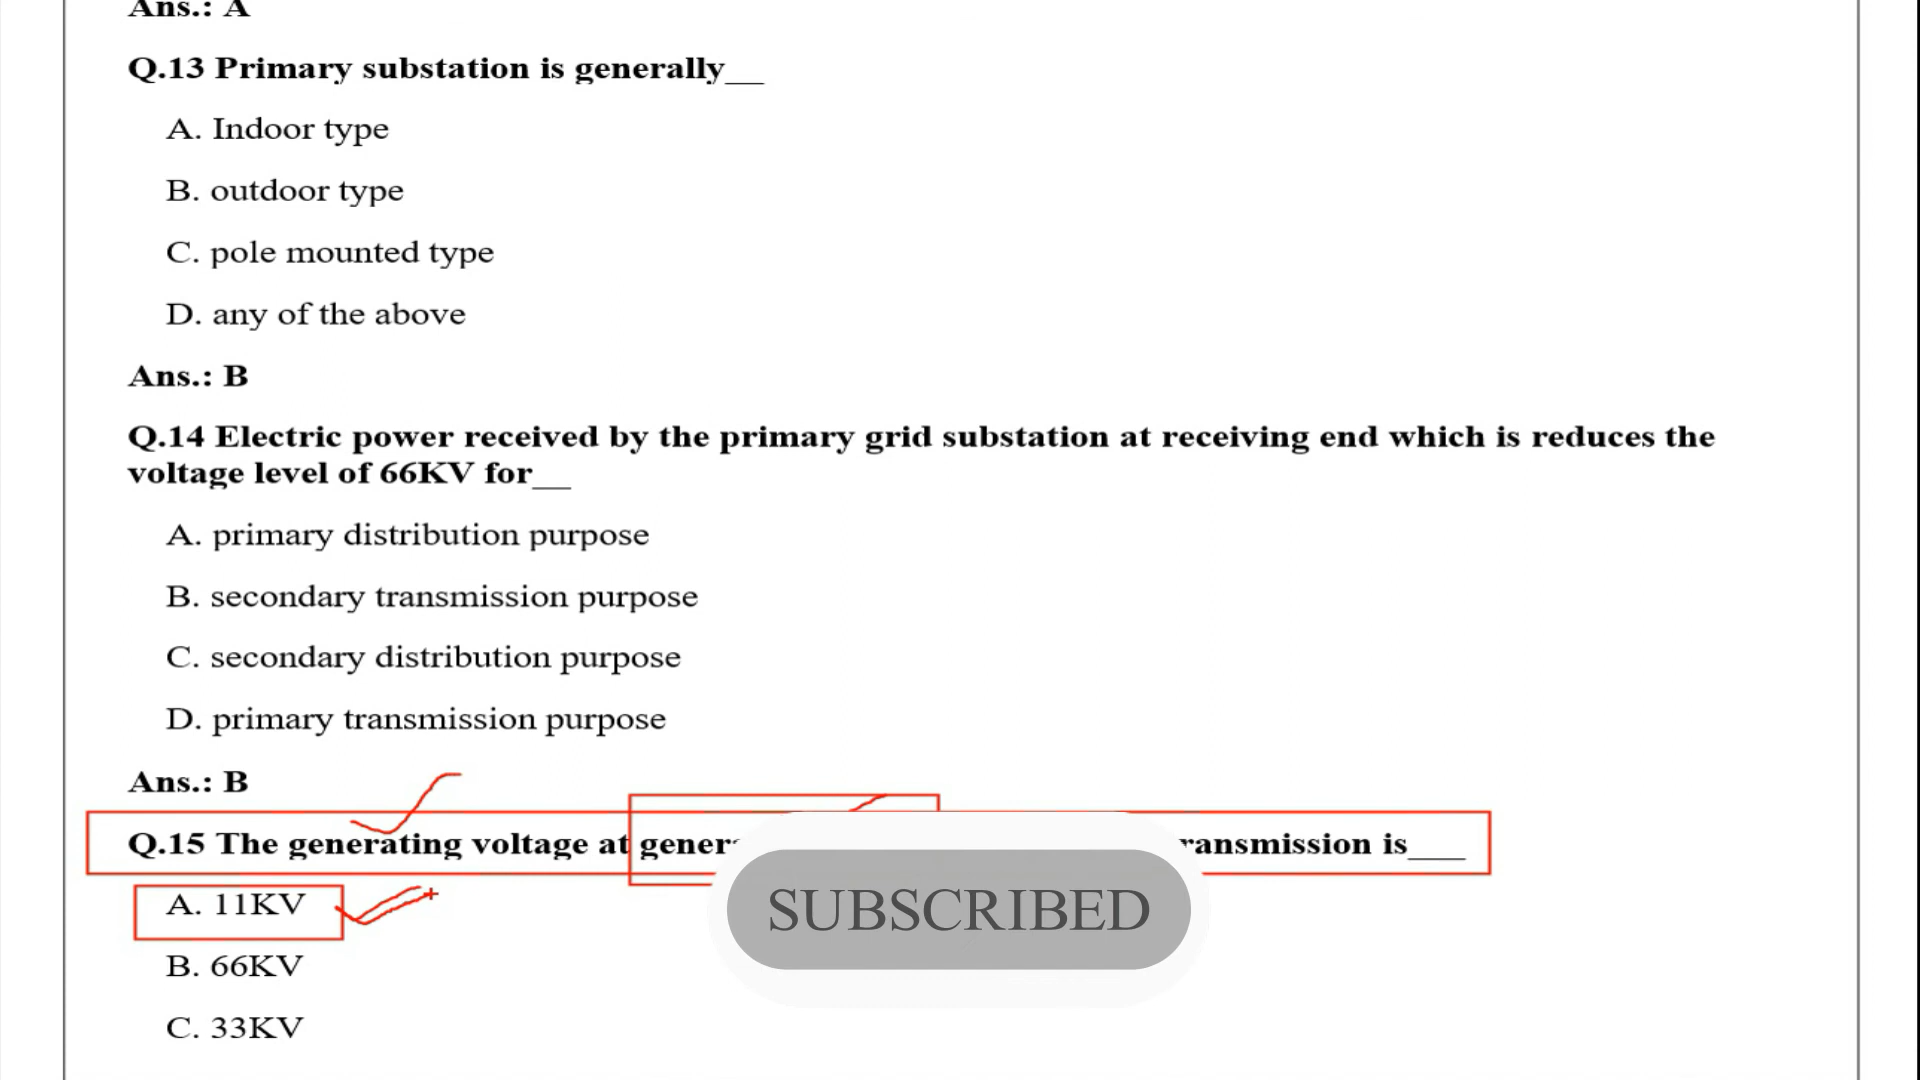 Ans.: A
Q.13 Primary substation is generally__
A. Indoor type
B. outdoor type
C. pole mounted type
D. any of the above
Ans.: B
Q.14 Electric power received by the primary grid substation at receiving end which is reduces the
voltage level of 66KV for__
A. primary distribution purpose
B. secondary transmission purpose
C. secondary distribution purpose
D. primary transmission purpose
Ans.: B
Q.15 The generating voltage at is___
A. 11KV
SUBSCRIBED
B. 66KV
C. 33KV